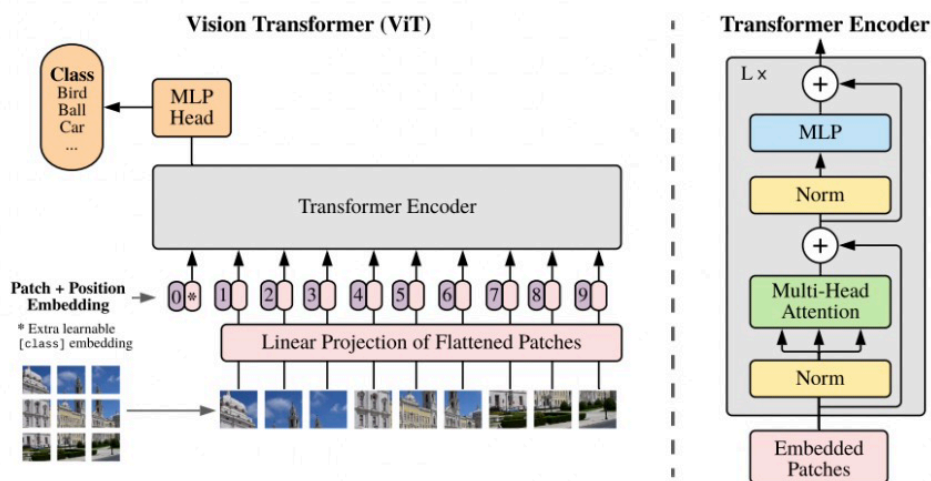 Vision Transformer (ViT)
Class
Bird
Ball
Car
...
MLP
Head
Transformer Encoder
Patch + Position
Embedding
0 * 1 2 3 4 5 6 7 8 9
* Extra learnable
[class] embedding
Linear Projection of Flattened Patches
Transformer Encoder
L ×
+
MLP
Norm
+
Multi-Head
Attention
Norm
Embedded
Patches